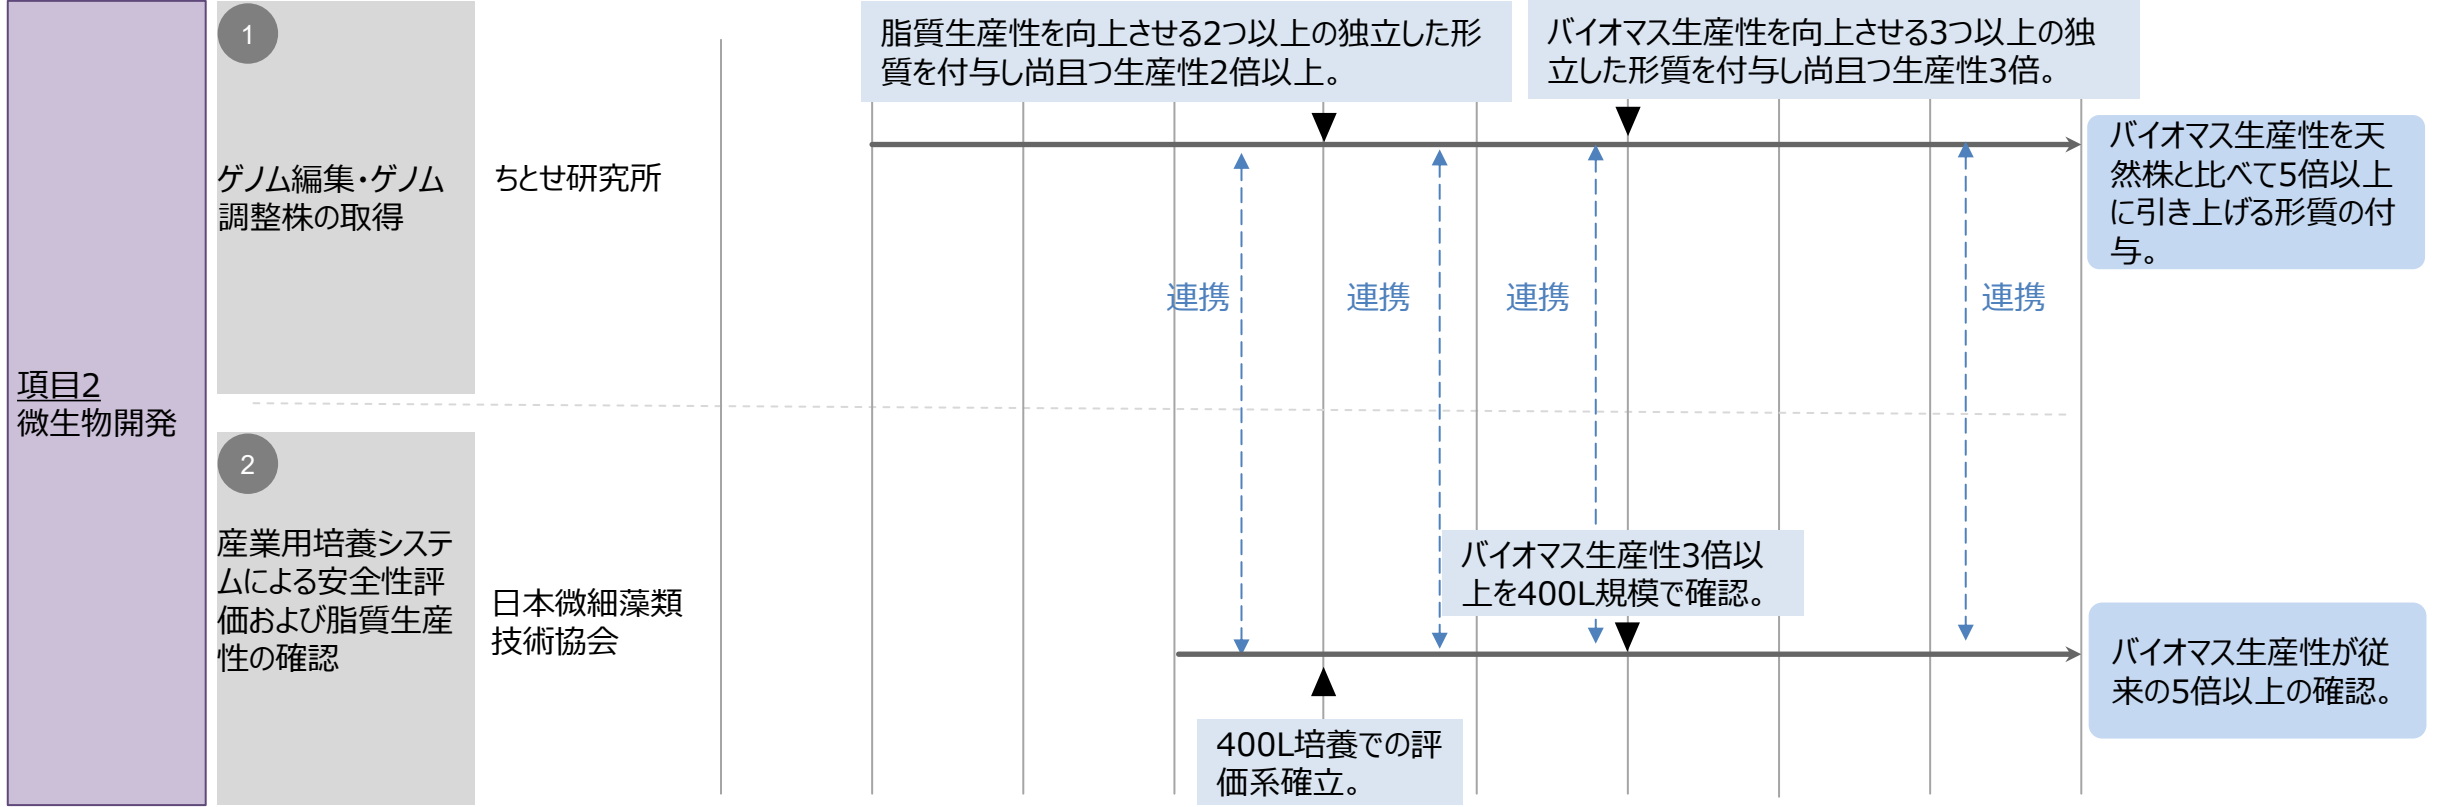 項目2
微生物開発
1
ゲノム編集・ゲノム
調整株の取得
ちとせ研究所
脂質生産性を向上させる2つ以上の独立した形
質を付与し尚且つ生産性2倍以上。
バイオマス生産性を向上させる3つ以上の独
立した形質を付与し尚且つ生産性3倍。
バイオマス生産性を天
然株と比べて5倍以上
に引き上げる形質の付
与。
連携
連携
連携
連携
2
産業用培養システ
ムによる安全性評
価および脂質生産
性の確認
日本微細藻類
技術協会
バイオマス生産性3倍以
上を400L規模で確認。
400L培養での評
価系確立。
バイオマス生産性が従
来の5倍以上の確認。